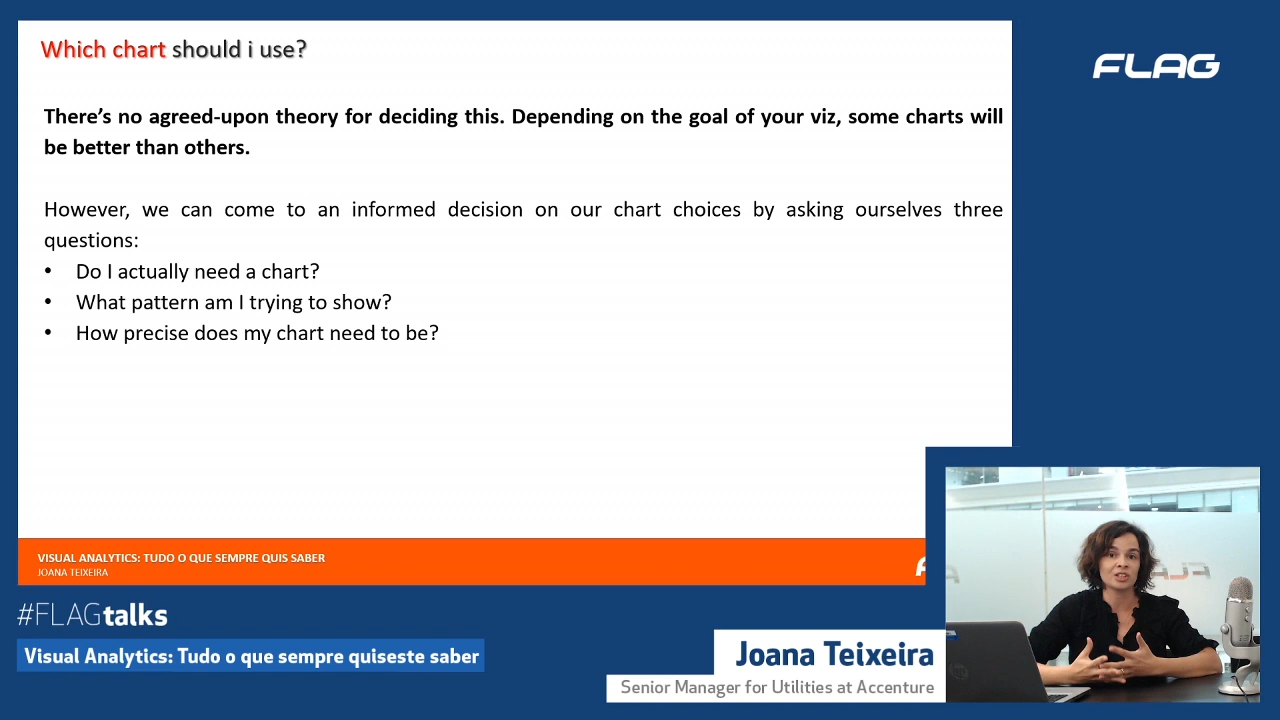 Which chart should i use?
FLAG
There’s no agreed-upon theory for deciding this. Depending on the goal of your viz, some charts will
be better than others.
However, we can come to an informed decision on our chart choices by asking ourselves three
questions:
• Do I actually need a chart?
• What pattern am I trying to show?
• How precise does my chart need to be?
VISUAL ANALYTICS: TUDO O QUE SEMPRE QUIS SABER
JOANA TEIXEIRA
#FLAGtalks
Visual Analytics: Tudo o que sempre quiseste saber
Joana Teixeira
Senior Manager for Utilities at Accenture